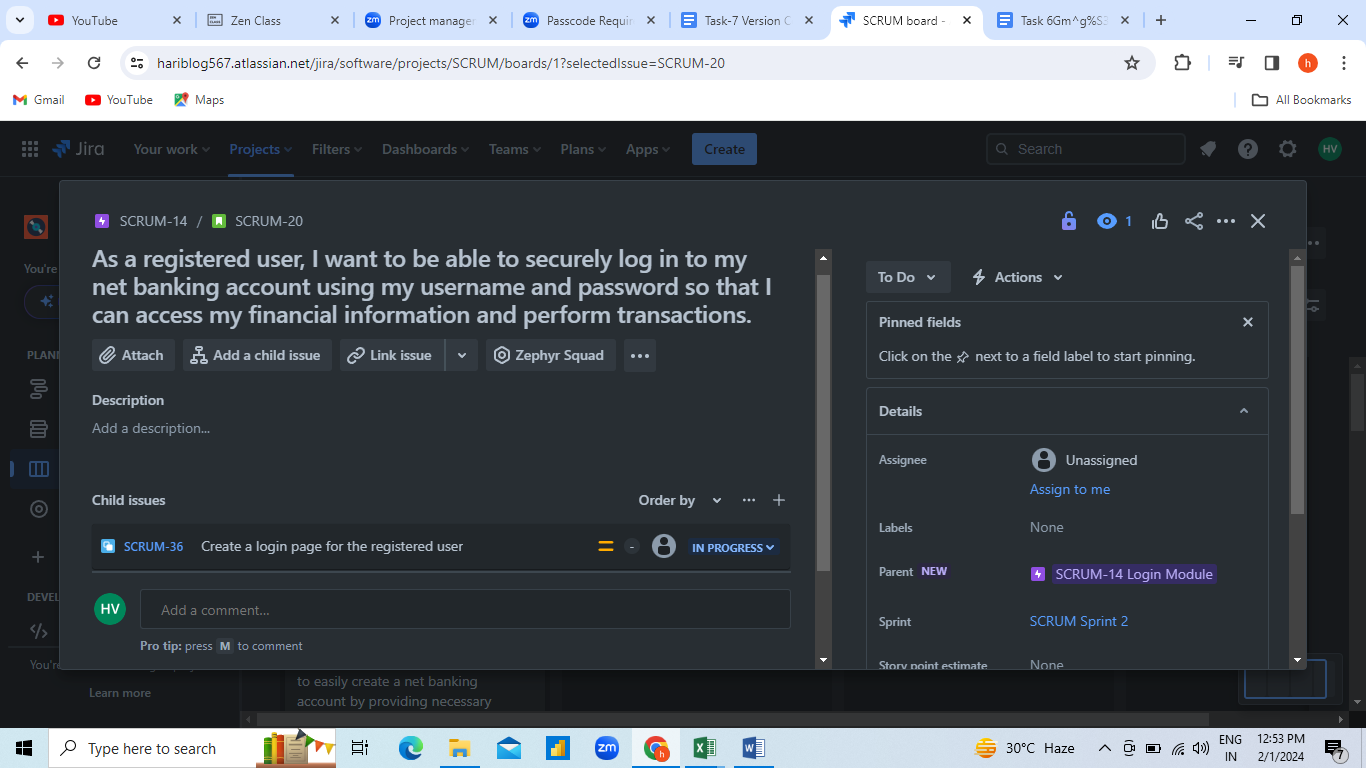 YouTube
Zen Class
Project manager
Passcode Requi
Task-7 Version C
SCRUM board -
Task 6Gm^g%S3
hariblog567.atlassian.net/jira/software/projects/SCRUM/boards/1?selectedIssue=SCRUM-20
h
Gmail
YouTube
Maps
All Bookmarks
Jira
Your work
Projects
Filters
Dashboards
Teams
Plans
Apps
Create
Search
HV
SCRUM-14 / SCRUM-20
1
You're
As a registered user, I want to be able to securely log in to my
net banking account using my username and password so that I
can access my financial information and perform transactions.
To Do
Actions
Pinned fields
Click on the next to a field label to start pinning.
PLANN
Attach
Add a child issue
Link issue
Zephyr Squad
Description
Add a description...
Details
Assignee
Unassigned
Assign to me
Child issues
Order by
Labels
None
SCRUM-36
Create a login page for the registered user
-
IN PROGRESS
Parent NEW
SCRUM-14 Login Module
DEVEL
HV
Add a comment...
Sprint
SCRUM Sprint 2
Pro tip: press M to comment
Story point estimate
None
You're
Learn more
to easily create a net banking
account by providing necessary
Type here to search
zm
h
30°C Haze
ENG
IN
12:53 PM
2/1/2024
7